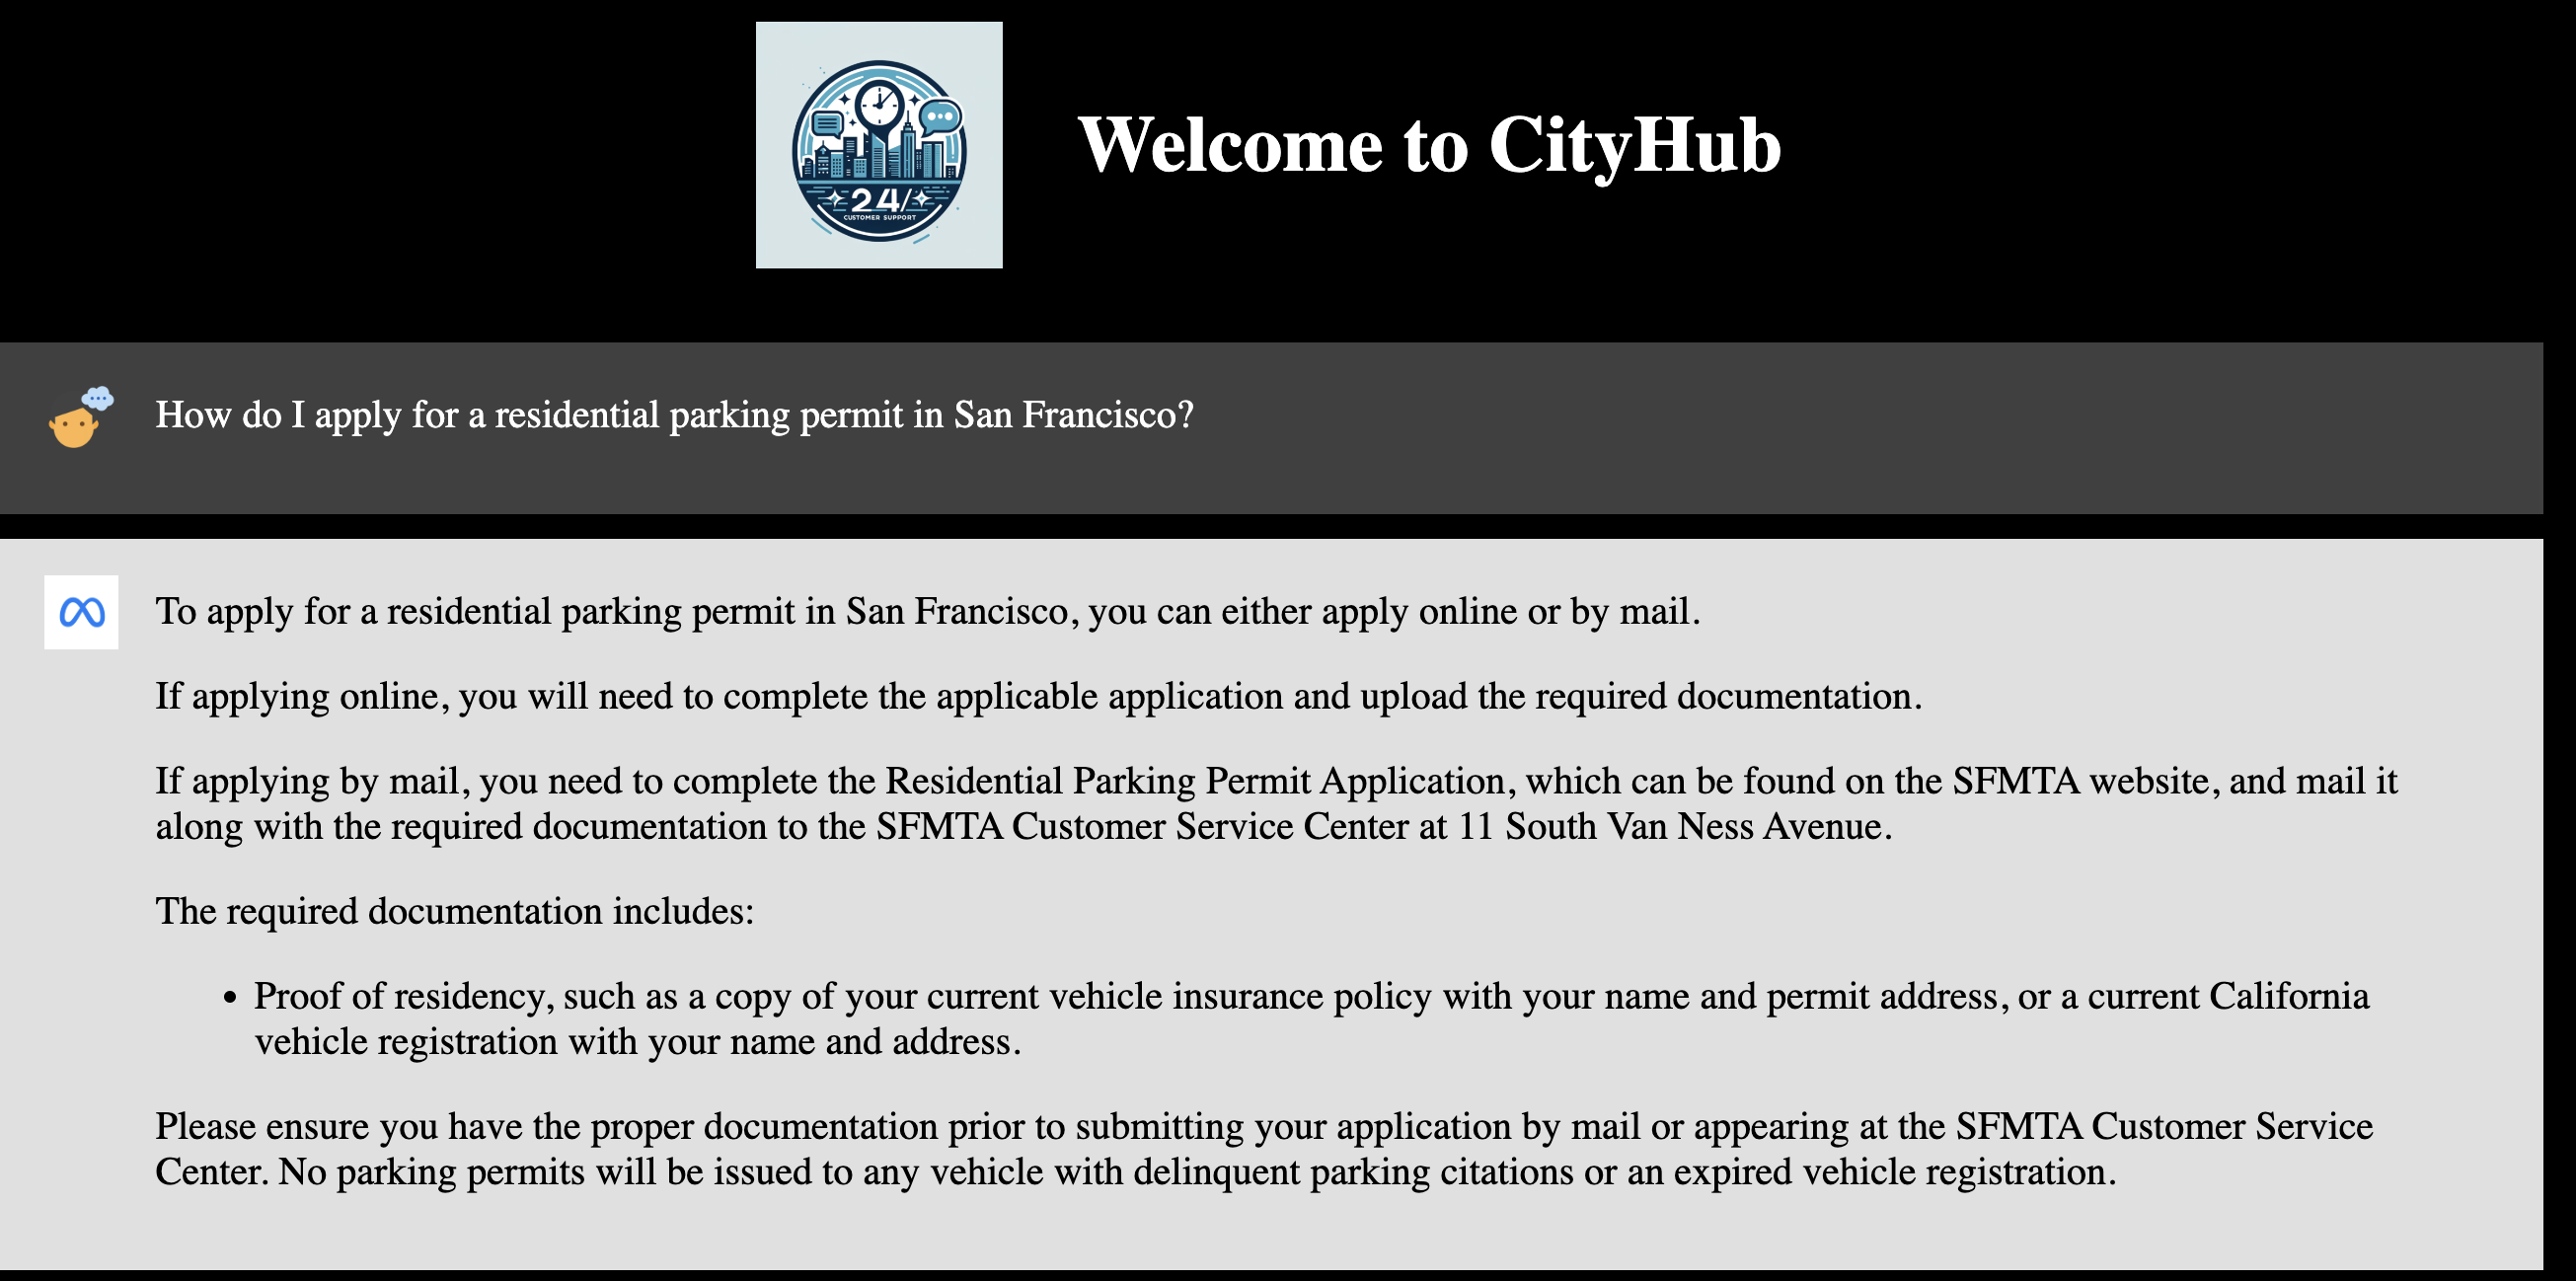 Welcome to CityHub
24/
CUSTOMER SUPPORT
How do I apply for a residential parking permit in San Francisco?
To apply for a residential parking permit in San Francisco, you can either apply online or by mail.
If applying online, you will need to complete the applicable application and upload the required documentation.
If applying by mail, you need to complete the Residential Parking Permit Application, which can be found on the SFMTA website, and mail it
along with the required documentation to the SFMTA Customer Service Center at 11 South Van Ness Avenue.
The required documentation includes:
• Proof of residency, such as a copy of your current vehicle insurance policy with your name and permit address, or a current California
vehicle registration with your name and address.
Please ensure you have the proper documentation prior to submitting your application by mail or appearing at the SFMTA Customer Service
Center. No parking permits will be issued to any vehicle with delinquent parking citations or an expired vehicle registration.